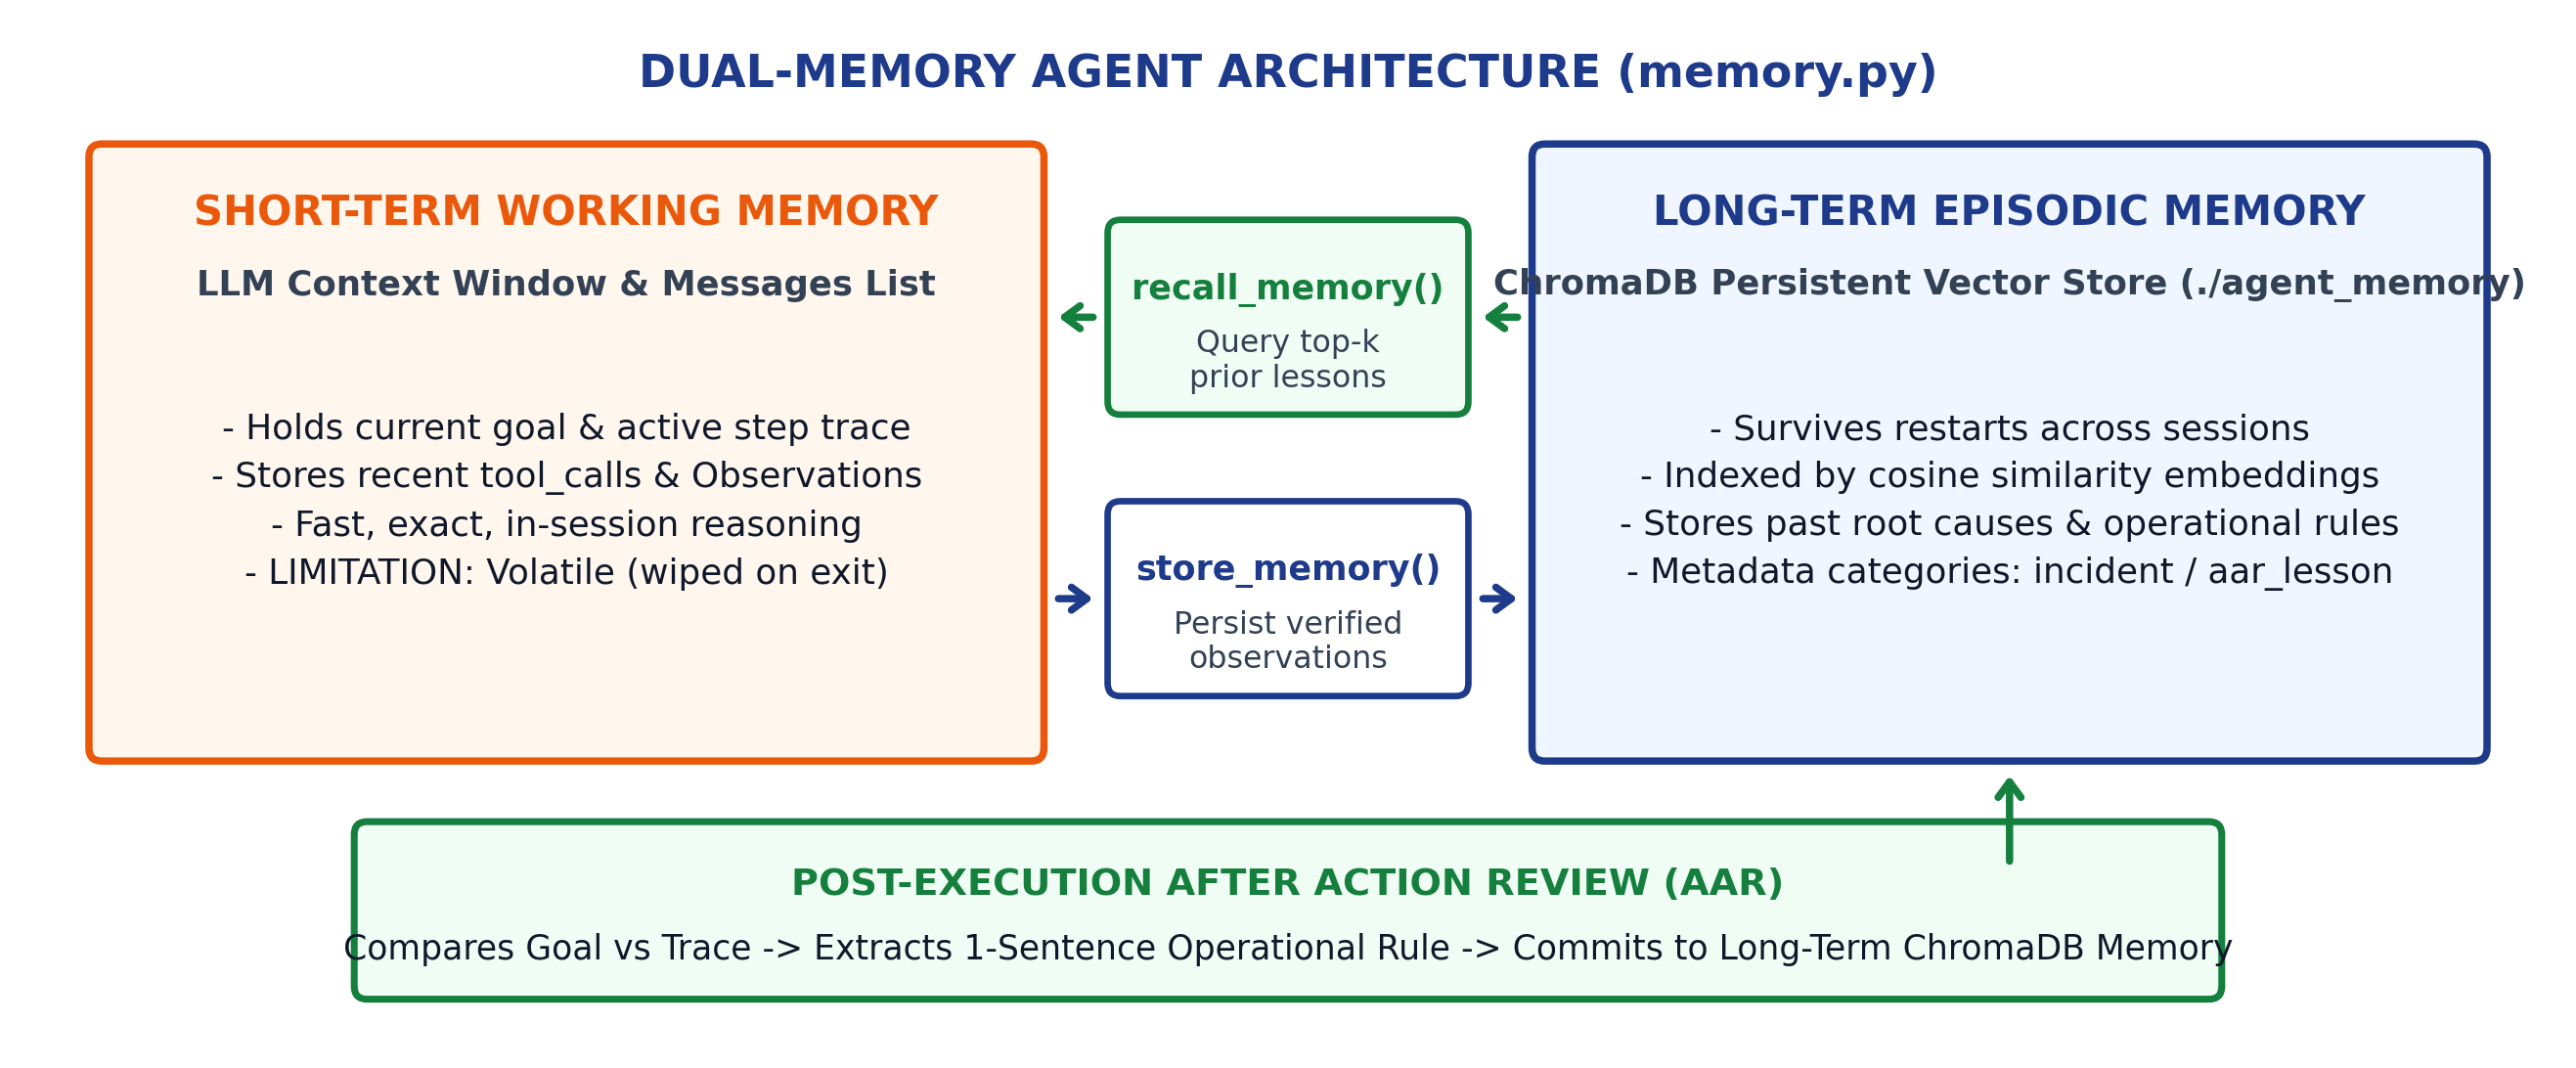 DUAL-MEMORY AGENT ARCHITECTURE (memory.py)
SHORT-TERM WORKING MEMORY
LLM Context Window & Messages List
- Holds current goal & active step trace
- Stores recent tool_calls & Observations
- Fast, exact, in-session reasoning
- LIMITATION: Volatile (wiped on exit)
recall_memory()
Query top-k
prior lessons
store_memory()
Persist verified
observations
LONG-TERM EPISODIC MEMORY
ChromaDB Persistent Vector Store (./agent_memory)
- Survives restarts across sessions
- Indexed by cosine similarity embeddings
- Stores past root causes & operational rules
- Metadata categories: incident / aar_lesson
POST-EXECUTION AFTER ACTION REVIEW (AAR)
Compares Goal vs Trace -> Extracts 1-Sentence Operational Rule -> Commits to Long-Term ChromaDB Memory